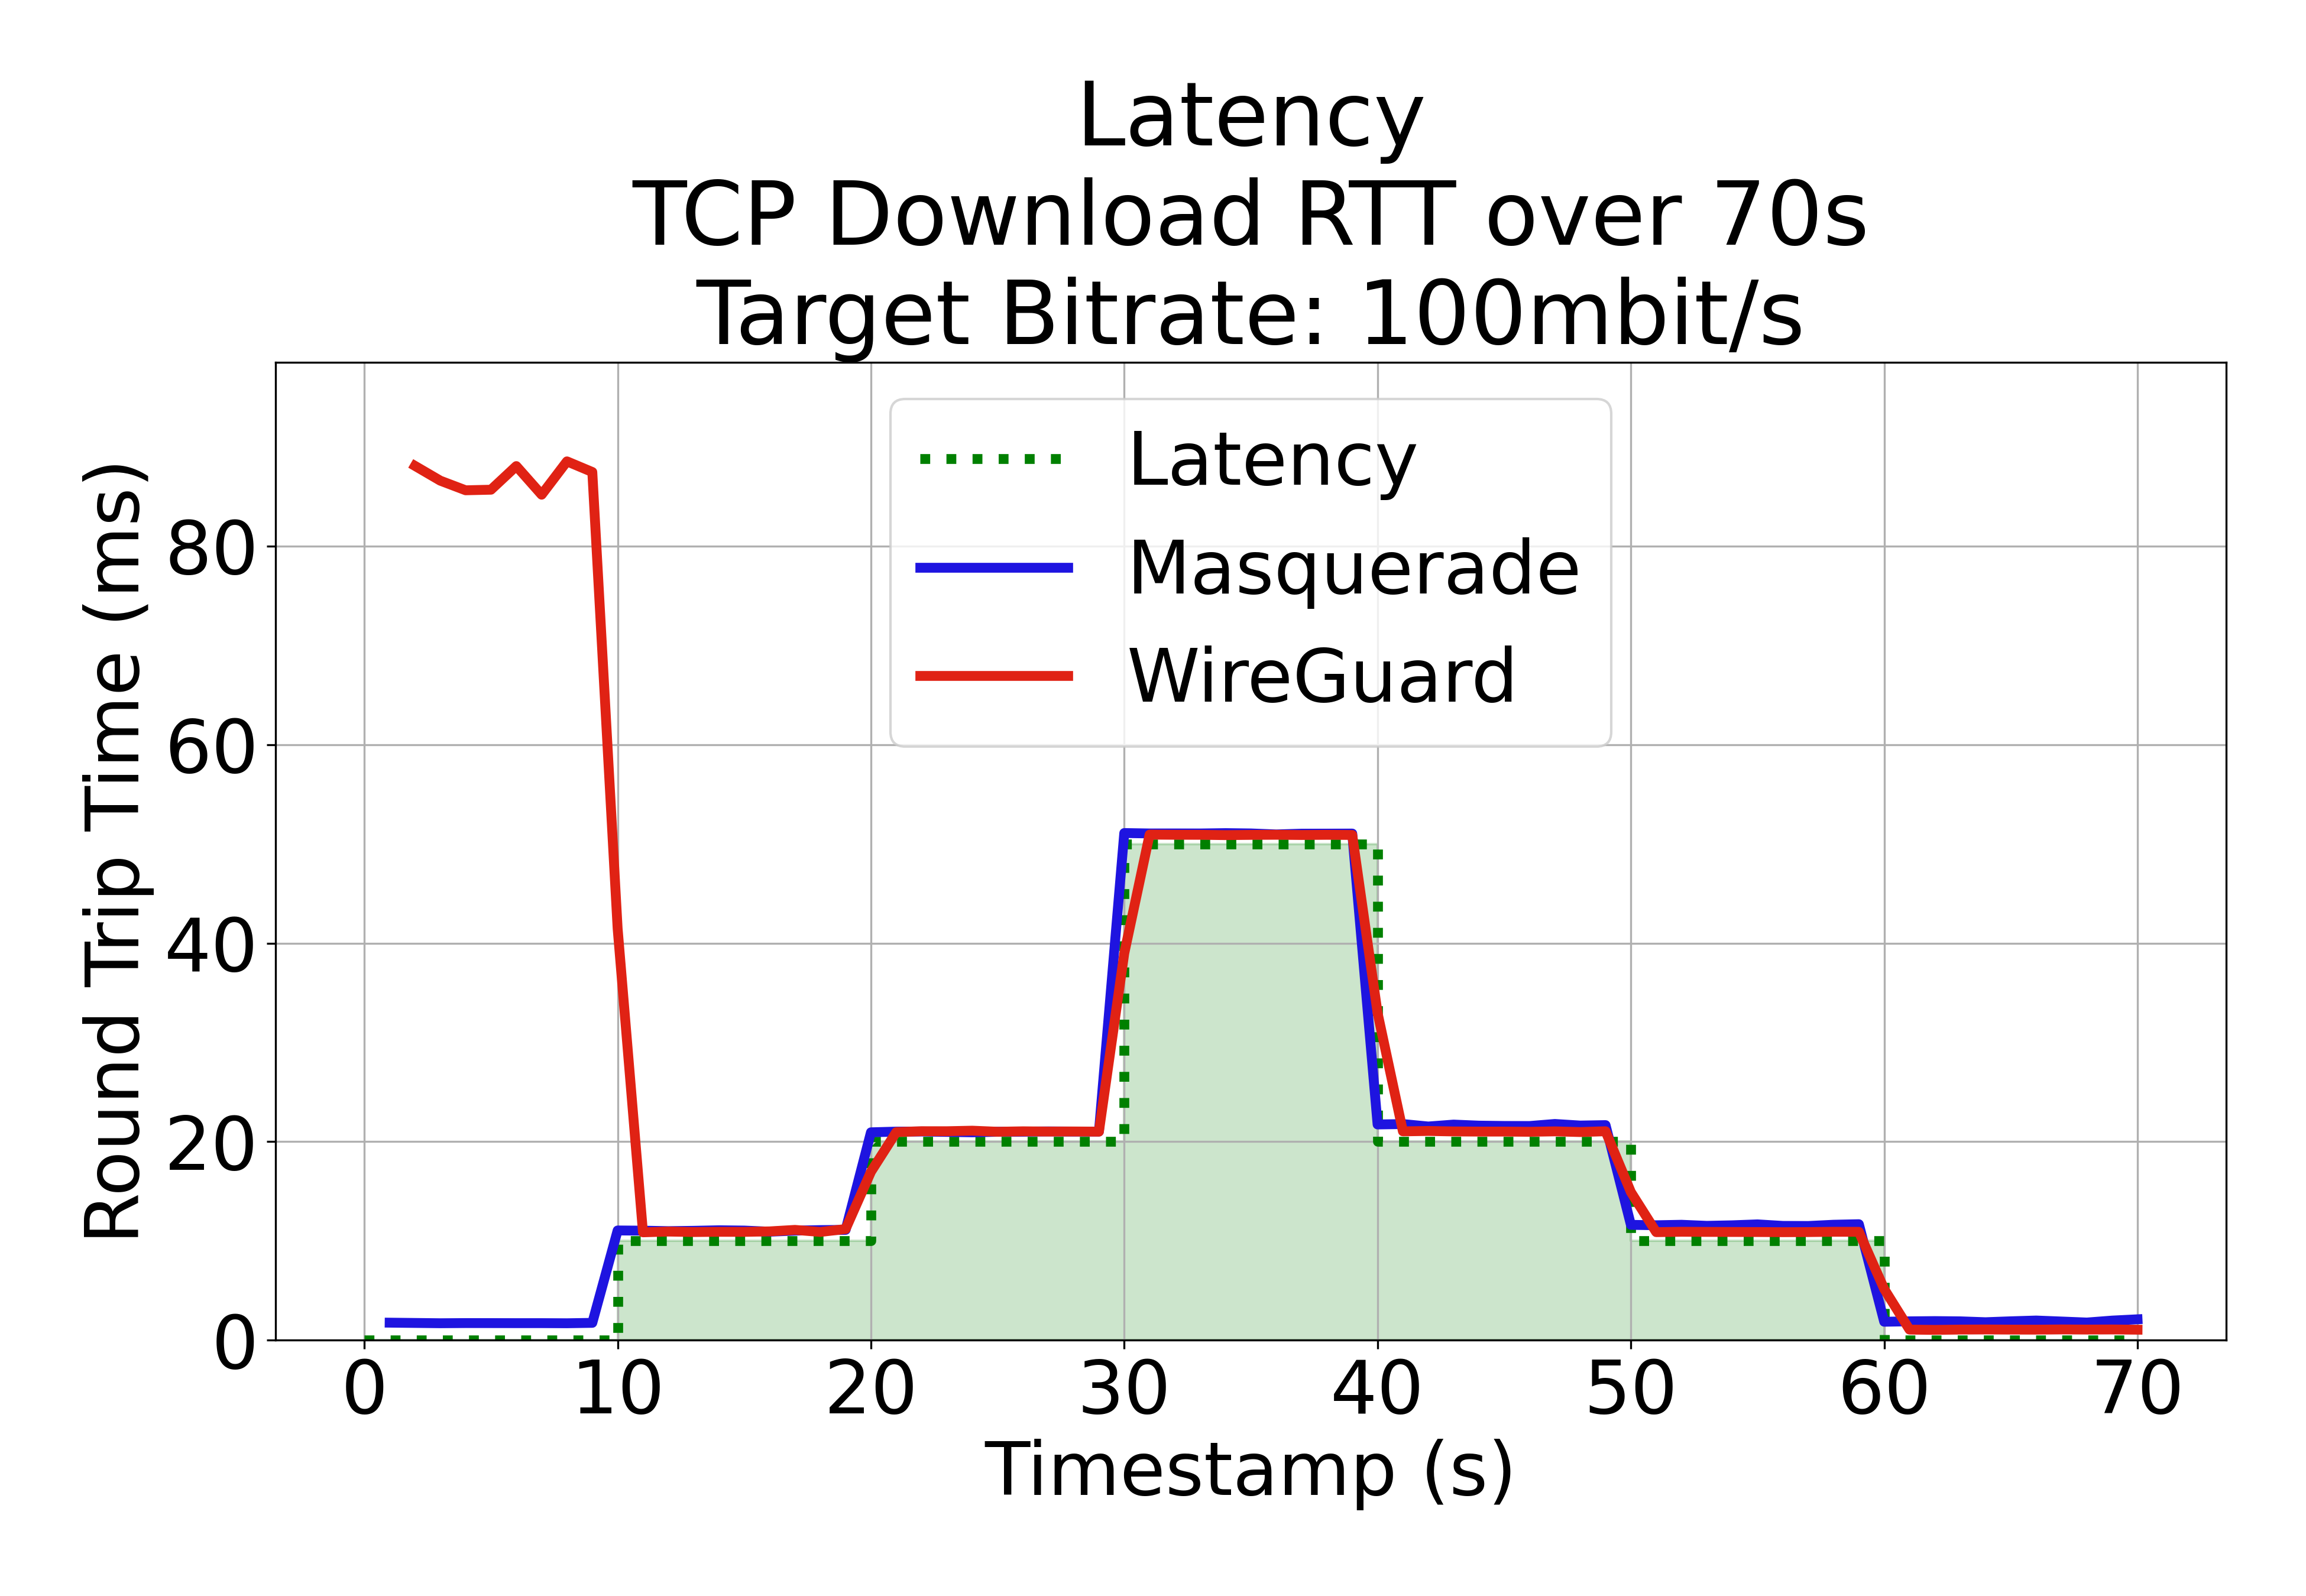 Latency
TCP Download RTT over 70s
Target Bitrate: 100mbit/s
Latency
Masquerade
WireGuard
Round Trip Time (ms)
80
60
40
20
0
0 10 20 30 40 50 60 70
Timestamp (s)